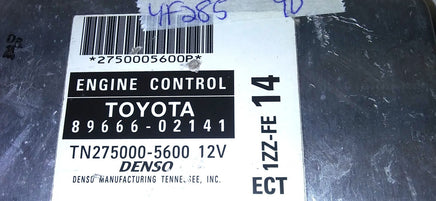 4F285 90
*2750005600P*
ENGINE CONTROL
TOYOTA
89666-02141
TN275000-5600 12V
DENSO
DENSO MANUFACTURING TENNESSEE, INC.
1ZZ-FE 14
ECT